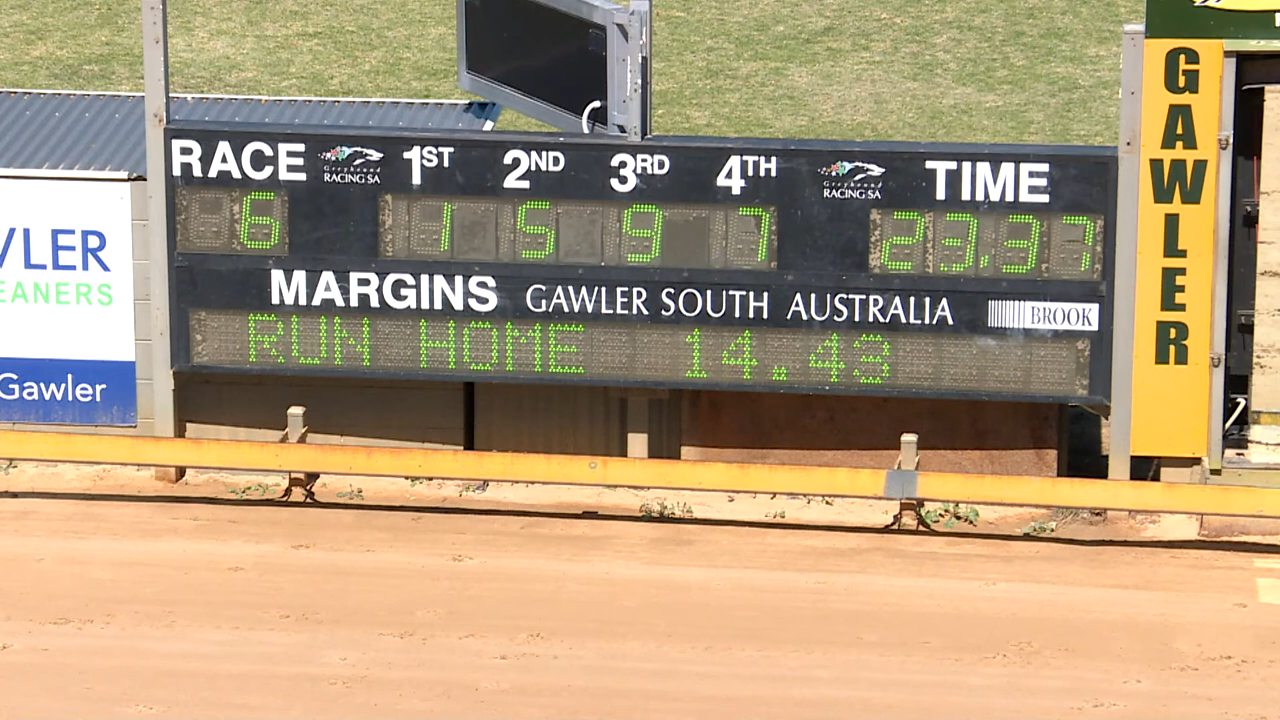 RACE Greyhound RACING SA 1ST 2ND 3RD 4TH Greyhound RACING SA TIME
6 1 5 9 7 23.37
MARGINS GAWLER SOUTH AUSTRALIA BROOK
RUN HOME 14.43
GAWLER
VLER
EANERS
Gawler